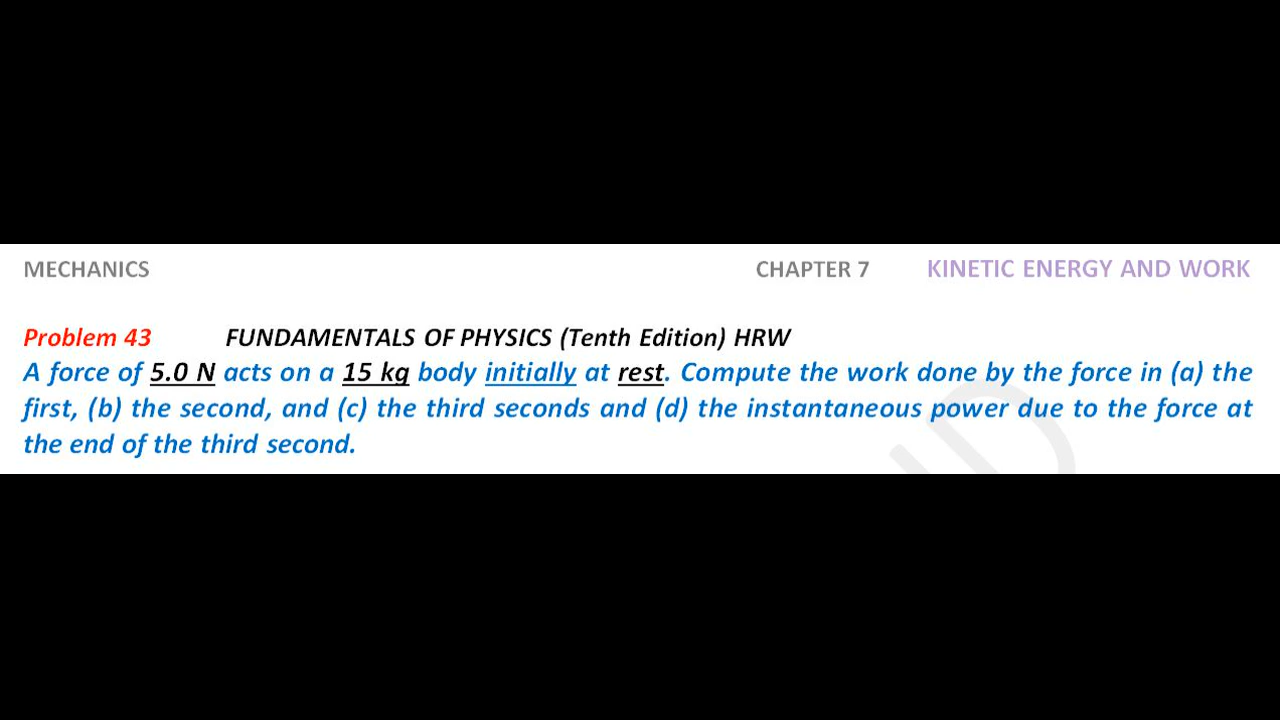 MECHANICS CHAPTER 7 KINETIC ENERGY AND WORK
Problem 43 FUNDAMENTALS OF PHYSICS (Tenth Edition) HRW
A force of 5.0 N acts on a 15 kg body initially at rest. Compute the work done by the force in (a) the
first, (b) the second, and (c) the third seconds and (d) the instantaneous power due to the force at
the end of the third second.